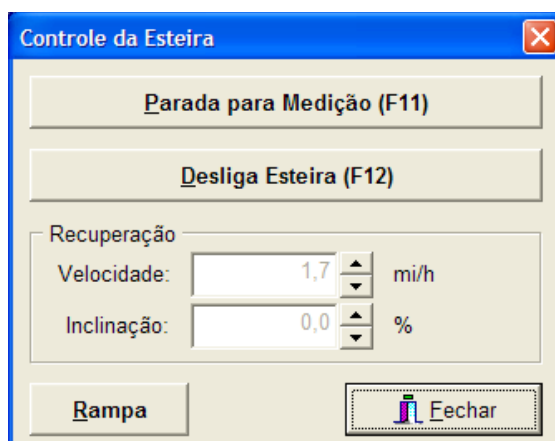 Controle da Esteira
Parada para Medição (F11)
Desliga Esteira (F12)
Recuperação
Velocidade: 1,7 mi/h
Inclinação: 0,0 %
Rampa Fechar